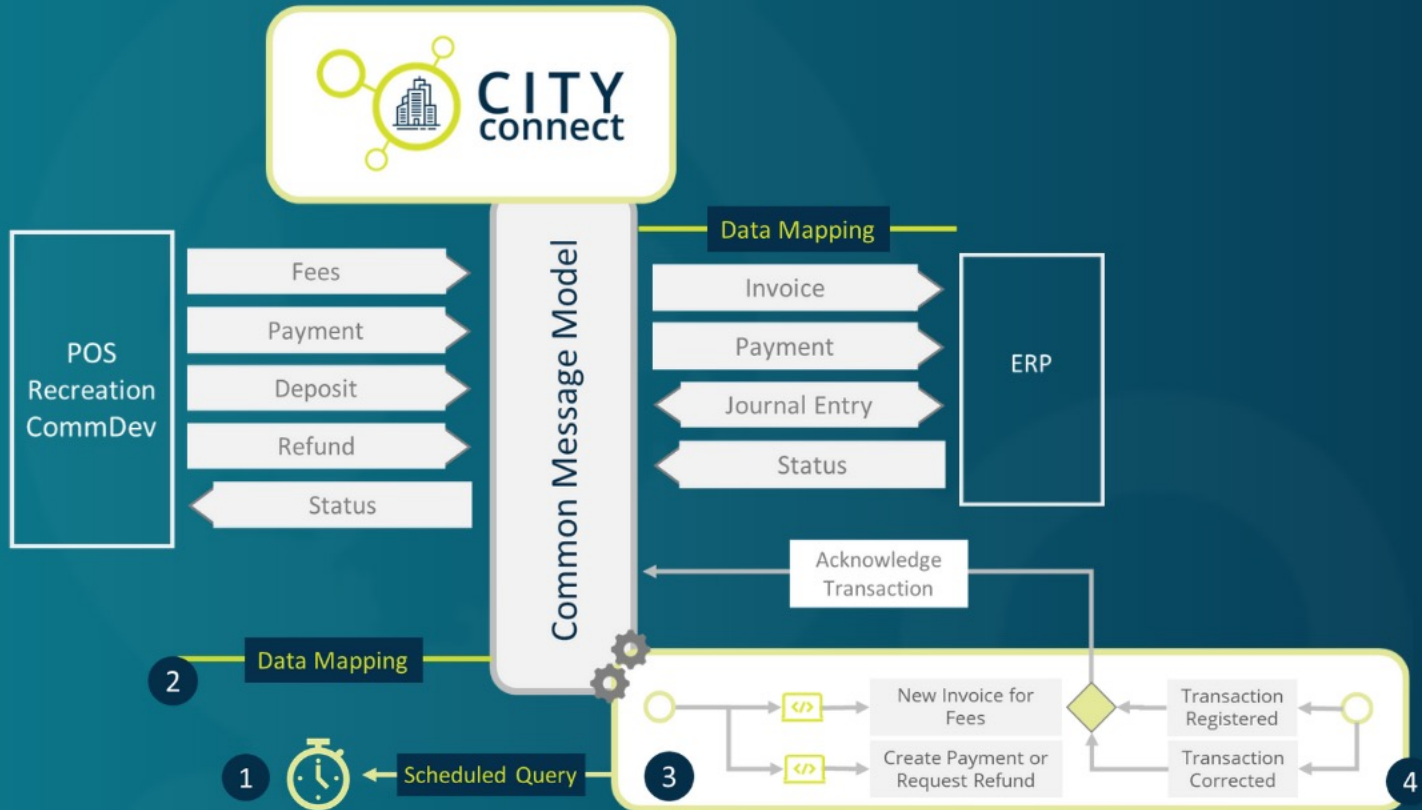 CITY
connect
Data Mapping
POS
Recreation
CommDev
Fees
Payment
Deposit
Refund
Status
Common Message Model
Invoice
Payment
Journal Entry
Status
ERP
Acknowledge
Transaction
2
Data Mapping
1
Scheduled Query
3
</>
New Invoice for
Fees
</>
Create Payment or
Request Refund
Transaction
Registered
Transaction
Corrected
4